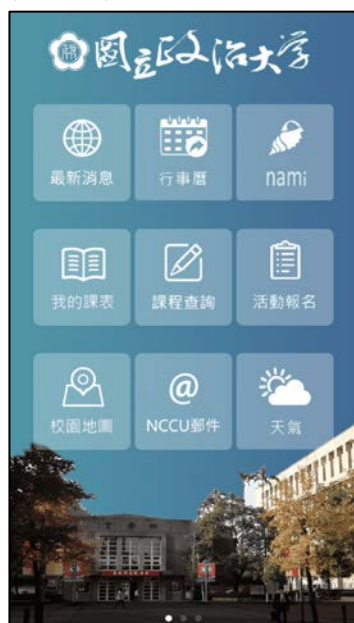 國立政治大學
最新消息
行事曆
nami
我的課表
課程查詢
活動報名
校園地圖
@
NCCU郵件
天氣